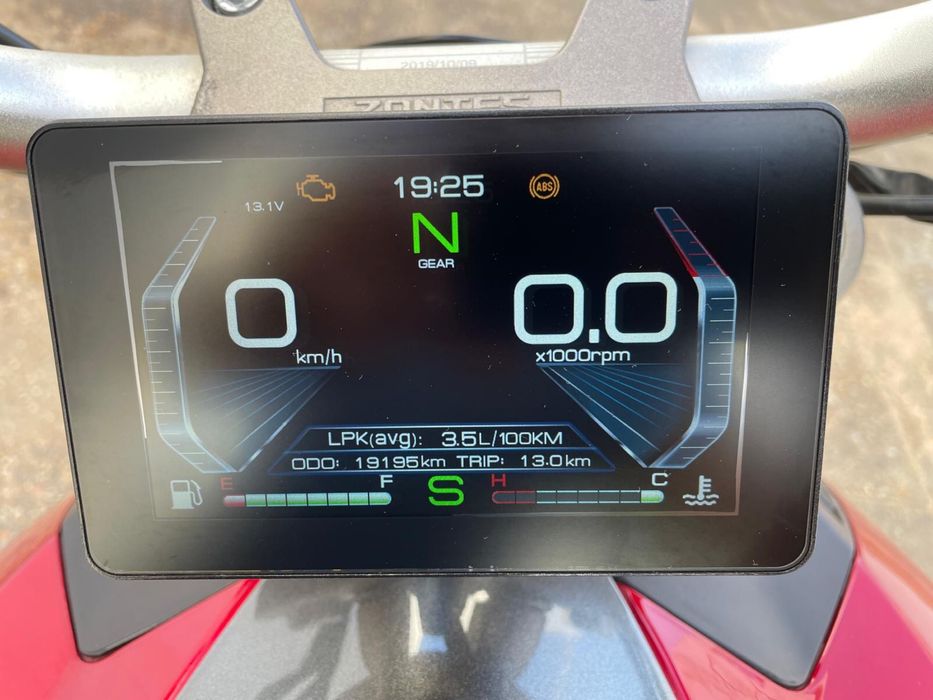 2019/10/09
ZONTES
19:25
ABS
13.1V
N
GEAR
0
0.0
km/h
x1000rpm
LPK(avg): 3.5L/100KM
ODO: 19195km TRIP: 13.0km
E F S H C